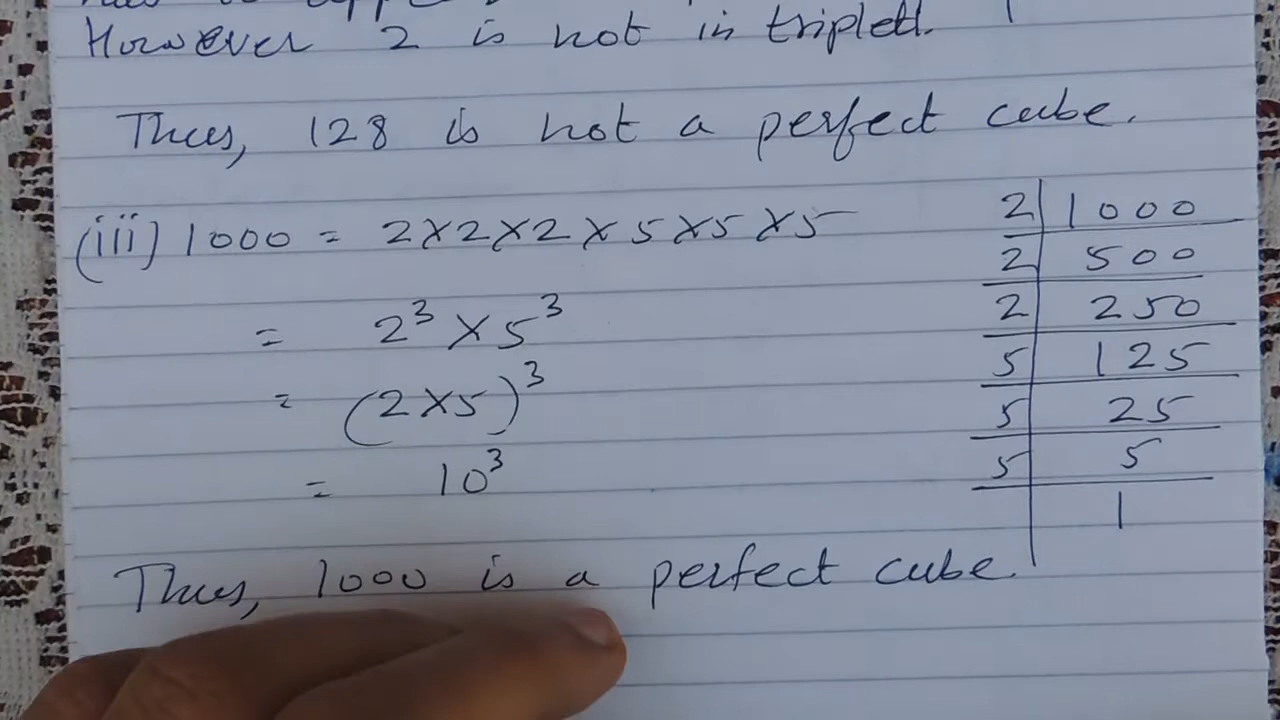 However 2 is not in triplett.
Thus, 128 is not a perfect cube.
(iii) 1000 = 2×2×2×5×5×5
= 2³ × 5³
= (2×5)³
= 10³
2 | 1000
2 | 500
2 | 250
5 | 125
5 | 25
5 | 5
1
Thus, 1000 is a perfect cube.